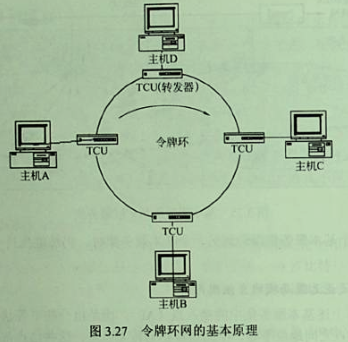 主机D
TCU(转发器)
令牌环
TCU
主机A
TCU
主机C
TCU
主机B
图 3.27 令牌环网的基本原理